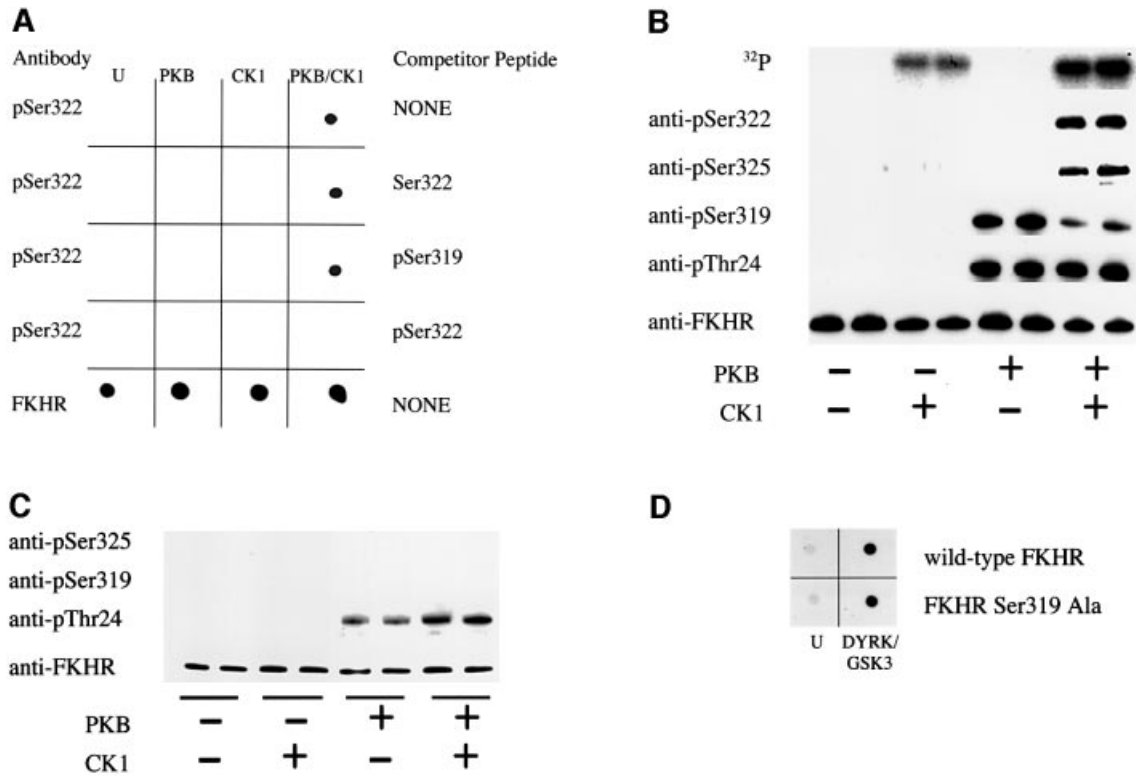 A
Antibody
U PKB CK1 PKB/CK1
Competitor Peptide
pSer322 NONE
pSer322 Ser322
pSer322 pSer319
pSer322 pSer322
FKHR NONE
B
32P
anti-pSer322
anti-pSer325
anti-pSer319
anti-pThr24
anti-FKHR
PKB − − + +
CK1 − + − +
C
anti-pSer325
anti-pSer319
anti-pThr24
anti-FKHR
PKB − − + +
CK1 − + − +
D
wild-type FKHR
FKHR Ser319 Ala
U DYRK/
GSK3